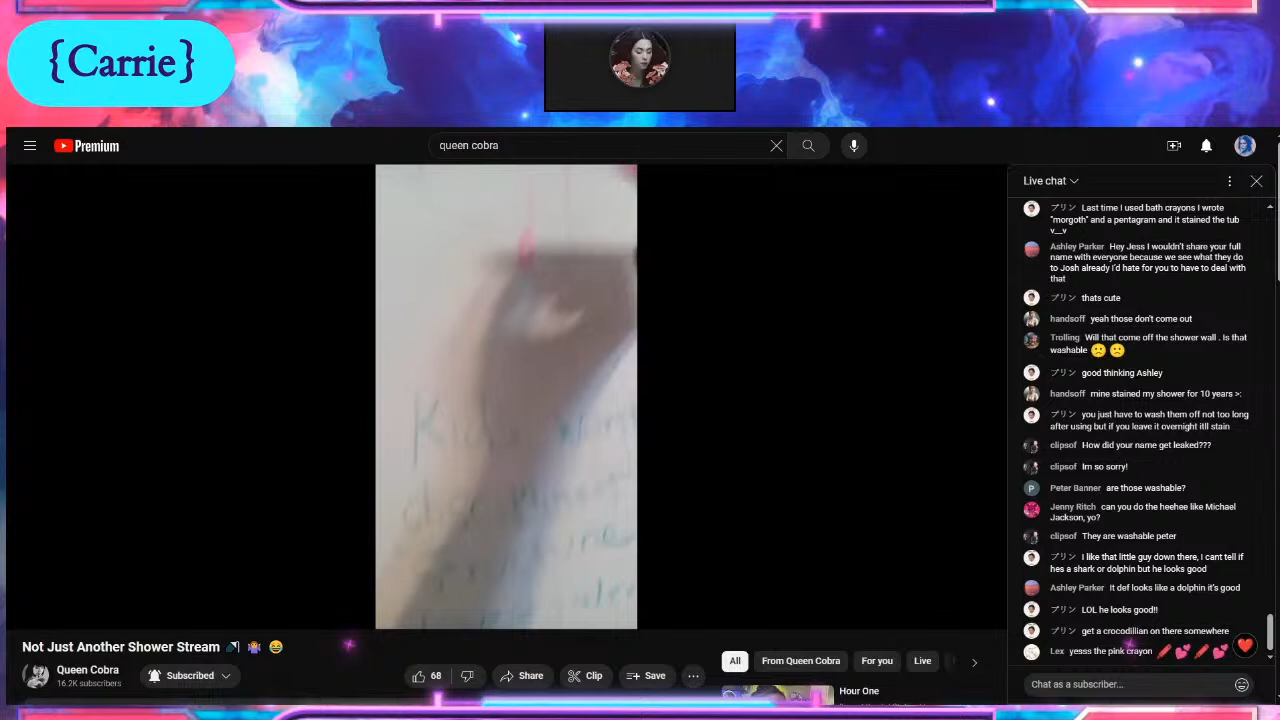 {Carrie}
Premium
queen cobra
Live chat
プリン Last time I used bath crayons I wrote
"morgoth" and a pentagram and it stained the tub
v__v
Ashley Parker Hey Jess I wouldn't share your full
name with everyone because we see what they do
to Josh already I'd hate for you to have to deal with
that
プリン thats cute
handsoff yeah those don't come out
Trolling Will that come off the shower wall . Is that
washable 🙁 🙁
プリン good thinking Ashley
handsoff mine stained my shower for 10 years >:
プリン you just have to wash them off not too long
after using but if you leave it overnight itll stain
clipsof How did your name get leaked???
clipsof Im so sorry!
P
Peter Banner are those washable?
Jenny Ritch can you do the heehee like Michael
Jackson, yo?
clipsof They are washable peter
プリン I like that little guy down there, I cant tell if
hes a shark or dolphin but he looks good
Ashley Parker It def looks like a dolphin it's good
プリン LOL he looks good!!
プリン get a crocodillian on there somewhere
Lex yesss the pink crayon 🖍️💕🖍️💕
Chat as a subscriber...
Not Just Another Shower Stream 🚿 🤷‍♀️ 😂
Queen Cobra
16.2K subscribers
Subscribed
68
Share
Clip
Save
All
From Queen Cobra
For you
Live
Hour One